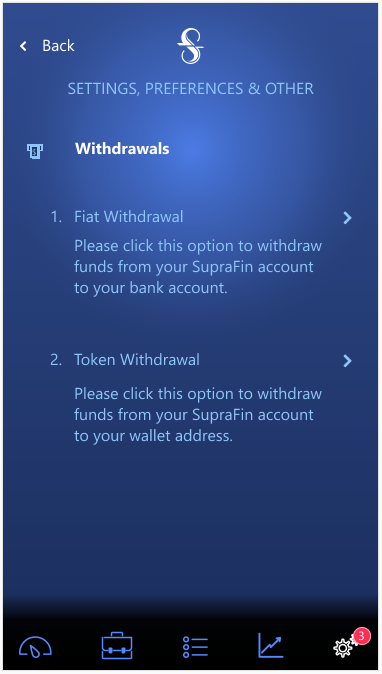 Back
SETTINGS, PREFERENCES & OTHER
Withdrawals
1. Fiat Withdrawal
Please click this option to withdraw
funds from your SupraFin account
to your bank account.
2. Token Withdrawal
Please click this option to withdraw
funds from your SupraFin account
to your wallet address.
3